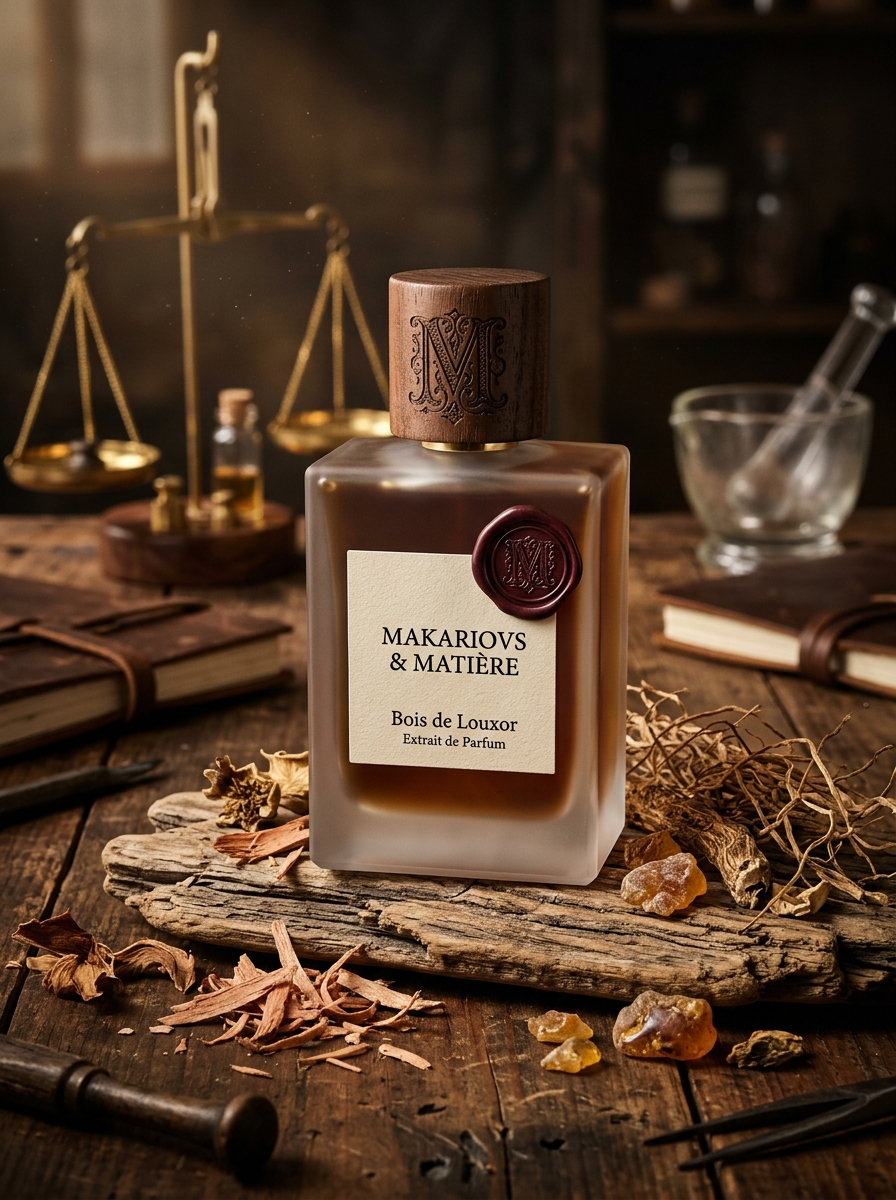 M
M
MAKARIOVS
& MATIÈRE
Bois de Louxor
Extrait de Parfum